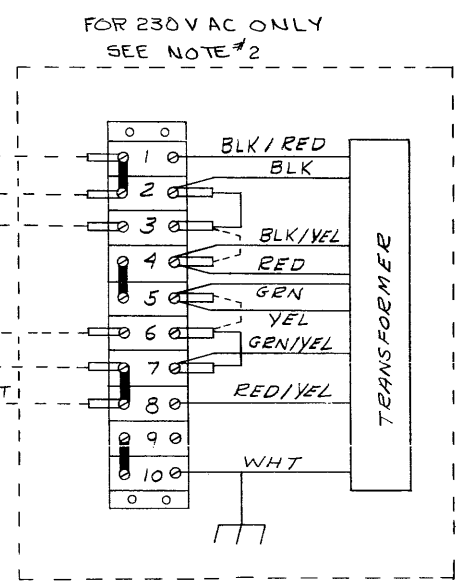 FOR 230 V AC ONLY
SEE NOTE #2
1
BLK/RED
BLK
2
3
BLK/YEL
4
RED
GRN
5
YEL
6
GRN/YEL
7
RED/YEL
T
8
9
WHT
10
TRANSFORMER